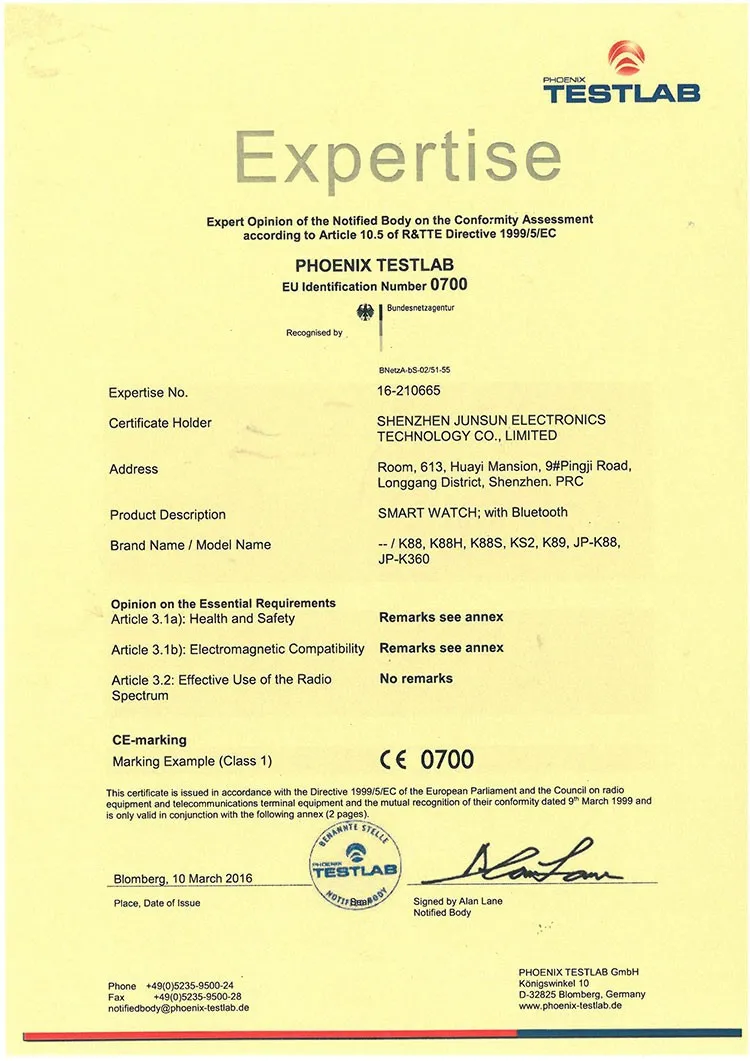 PHOENIX
TESTLAB
Expertise
Expert Opinion of the Notified Body on the Conformity Assessment
according to Article 10.5 of R&TTE Directive 1999/5/EC
PHOENIX TESTLAB
EU Identification Number 0700
Bundesnetzagentur
Recognised by
BNetzA-bS-02/51-55
Expertise No. 16-210665
Certificate Holder SHENZHEN JUNSUN ELECTRONICS
TECHNOLOGY CO., LIMITED
Address Room, 613, Huayi Mansion, 9#Pingji Road,
Longgang District, Shenzhen. PRC
Product Description SMART WATCH; with Bluetooth
Brand Name / Model Name -- / K88, K88H, K88S, KS2, K89, JP-K88,
JP-K360
Opinion on the Essential Requirements
Article 3.1a): Health and Safety Remarks see annex
Article 3.1b): Electromagnetic Compatibility Remarks see annex
Article 3.2: Effective Use of the Radio No remarks
Spectrum
CE-marking
Marking Example (Class 1) CE 0700
This certificate is issued in accordance with the Directive 1999/5/EC of the European Parliament and the Council on radio
equipment and telecommunications terminal equipment and the mutual recognition of their conformity dated 9th March 1999 and
is only valid in conjunction with the following annex (2 pages).
BENANNTE STELLE
PHOENIX
TESTLAB
NOTIFIED BODY
Blomberg, 10 March 2016
Place, Date of Issue
Signed by Alan Lane
Notified Body
Phone +49(0)5235-9500-24
Fax +49(0)5235-9500-28
notifiedbody@phoenix-testlab.de
PHOENIX TESTLAB GmbH
Königswinkel 10
D-32825 Blomberg, Germany
www.phoenix-testlab.de